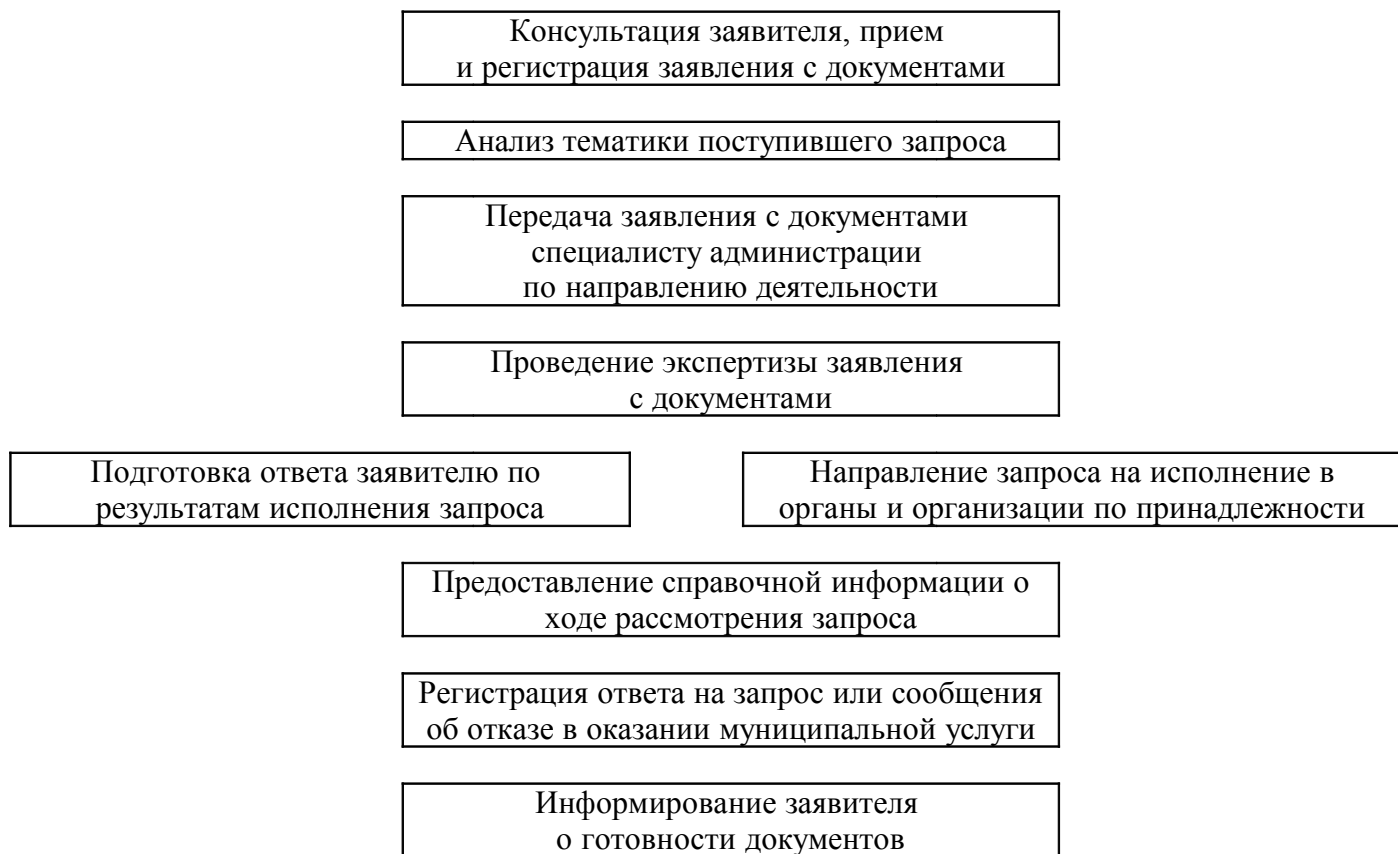 Консультация заявителя, прием
и регистрация заявления с документами
Анализ тематики поступившего запроса
Передача заявления с документами
специалисту администрации
по направлению деятельности
Проведение экспертизы заявления
с документами
Подготовка ответа заявителю по
результатам исполнения запроса
Направление запроса на исполнение в
органы и организации по принадлежности
Предоставление справочной информации о
ходе рассмотрения запроса
Регистрация ответа на запрос или сообщения
об отказе в оказании муниципальной услуги
Информирование заявителя
о готовности документов